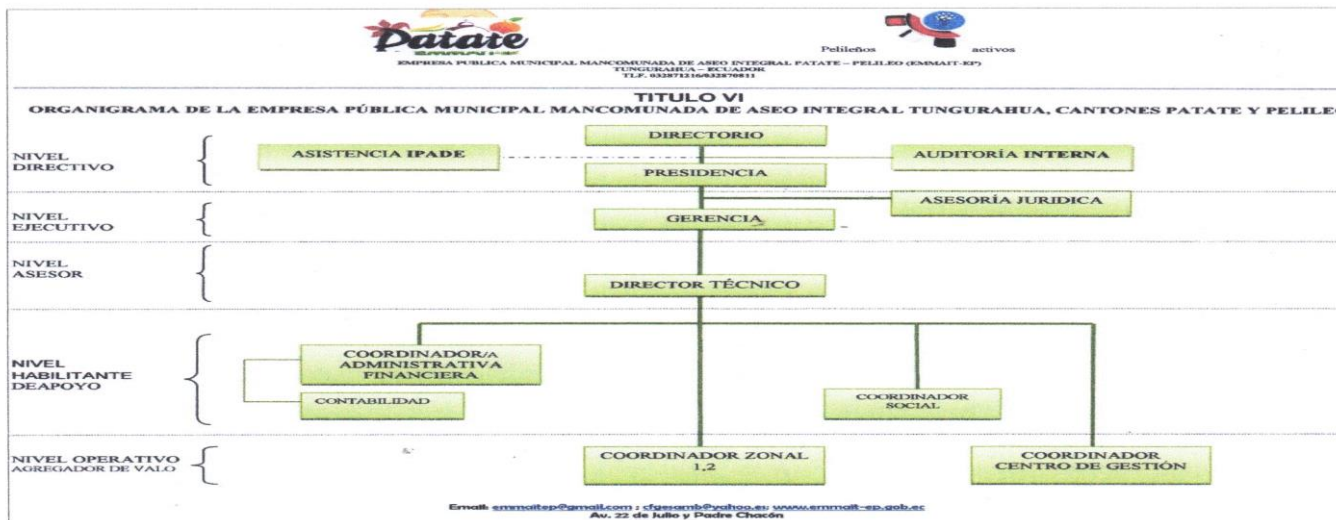 Patate
Pelileños activos
EMPRESA PUBLICA MUNICIPAL MANCOMUNADA DE ASEO INTEGRAL PATATE – PELILEO (EMMAIT-EP)
TUNGURAHUA – ECUADOR
TLF. 032871216/032870811
TITULO VI
ORGANIGRAMA DE LA EMPRESA PÚBLICA MUNICIPAL MANCOMUNADA DE ASEO INTEGRAL TUNGURAHUA, CANTONES PATATE Y PELILEO
NIVEL
DIRECTIVO
DIRECTORIO
ASISTENCIA IPADE
AUDITORÍA INTERNA
PRESIDENCIA
ASESORÍA JURIDICA
NIVEL
EJECUTIVO
GERENCIA
NIVEL
ASESOR
DIRECTOR TÉCNICO
NIVEL
HABILITANTE
DEAPOYO
COORDINADOR/A
ADMINISTRATIVA
FINANCIERA
CONTABILIDAD
COORDINADOR
SOCIAL
NIVEL OPERATIVO
AGREGADOR DE VALO
COORDINADOR ZONAL
1,2
COORDINADOR
CENTRO DE GESTIÓN
Email: emmaitep@gmail.com ; cfgesamb@yahoo.es; www.emmait-ep.gob.ec
Av. 22 de Julio y Padre Chacón